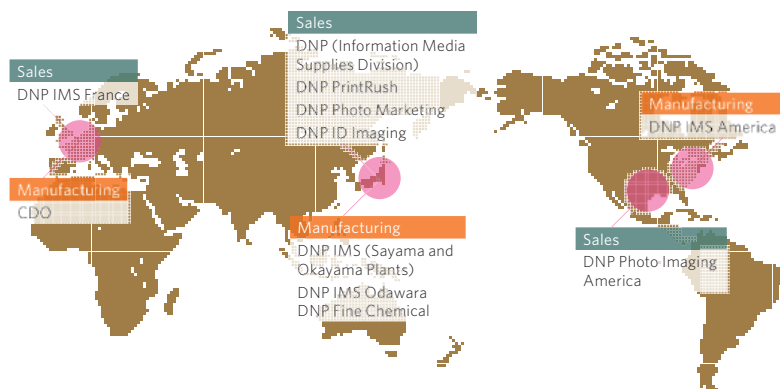 Sales
DNP IMS France
Manufacturing
CDO
Sales
DNP (Information Media
Supplies Division)
DNP PrintRush
DNP Photo Marketing
DNP ID Imaging
Manufacturing
DNP IMS (Sayama and
Okayama Plants)
DNP IMS Odawara
DNP Fine Chemical
Manufacturing
DNP IMS America
Sales
DNP Photo Imaging
America